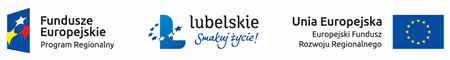 Fundusze
Europejskie
Program Regionalny
lubelskie
Smakuj życie!
Unia Europejska
Europejski Fundusz
Rozwoju Regionalnego